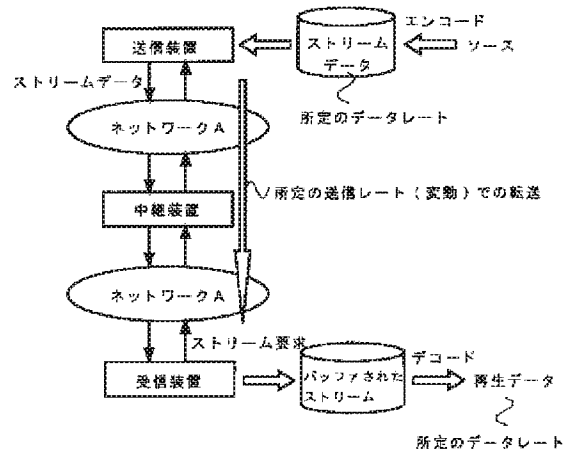 エンコード
送信装置
ストリーム
データ
ソース
ストリームデータ
所定のデータレート
ネットワークA
所定の送信レート(変動)での転送
中継装置
ネットワークA
ストリーム要求
受信装置
バッファされた
ストリーム
デコード
再生データ
所定のデータレート